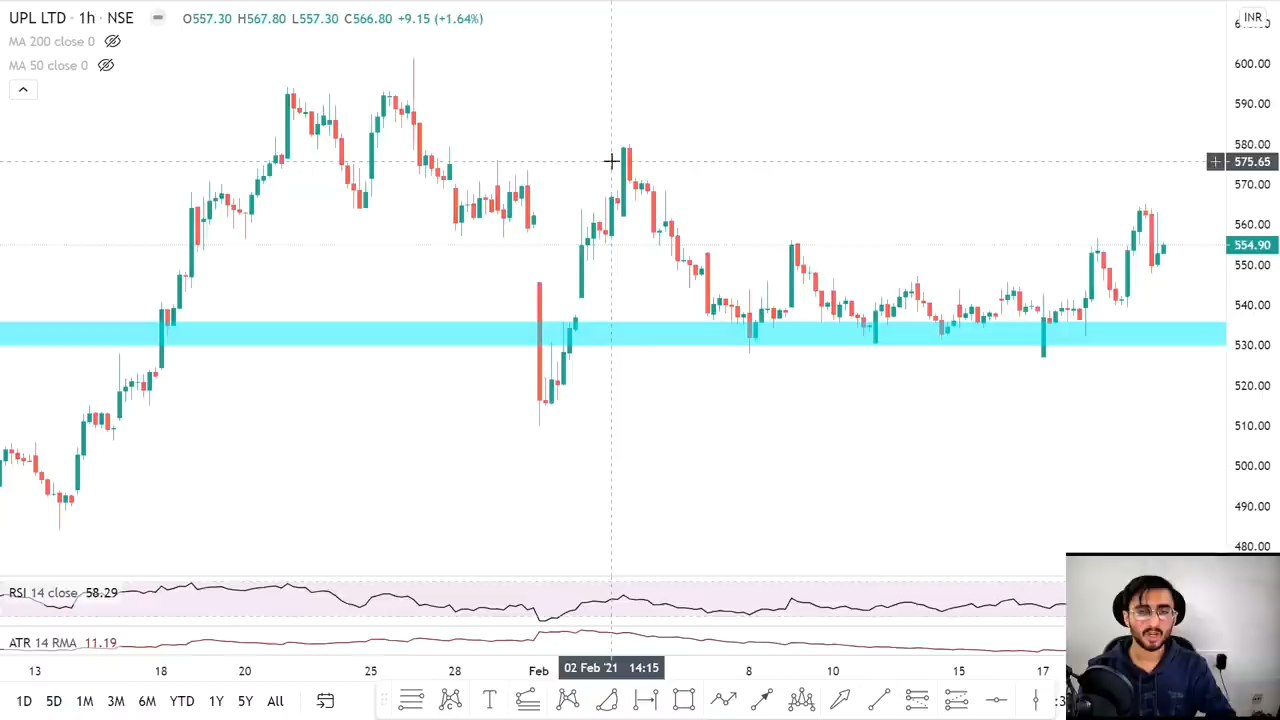 UPL LTD · 1h · NSE
O557.30 H567.80 L557.30 C566.80 +9.15 (+1.64%)
INR
MA 200 close 0
MA 50 close 0
600.00
590.00
580.00
575.65
570.00
560.00
554.90
550.00
540.00
530.00
520.00
510.00
500.00
490.00
480.00
RSI 14 close 58.29
ATR 14 RMA 11.19
13
18
20
25
28
Feb
02 Feb '21 14:15
8
10
15
17
1D 5D 1M 3M 6M YTD 1Y 5Y All